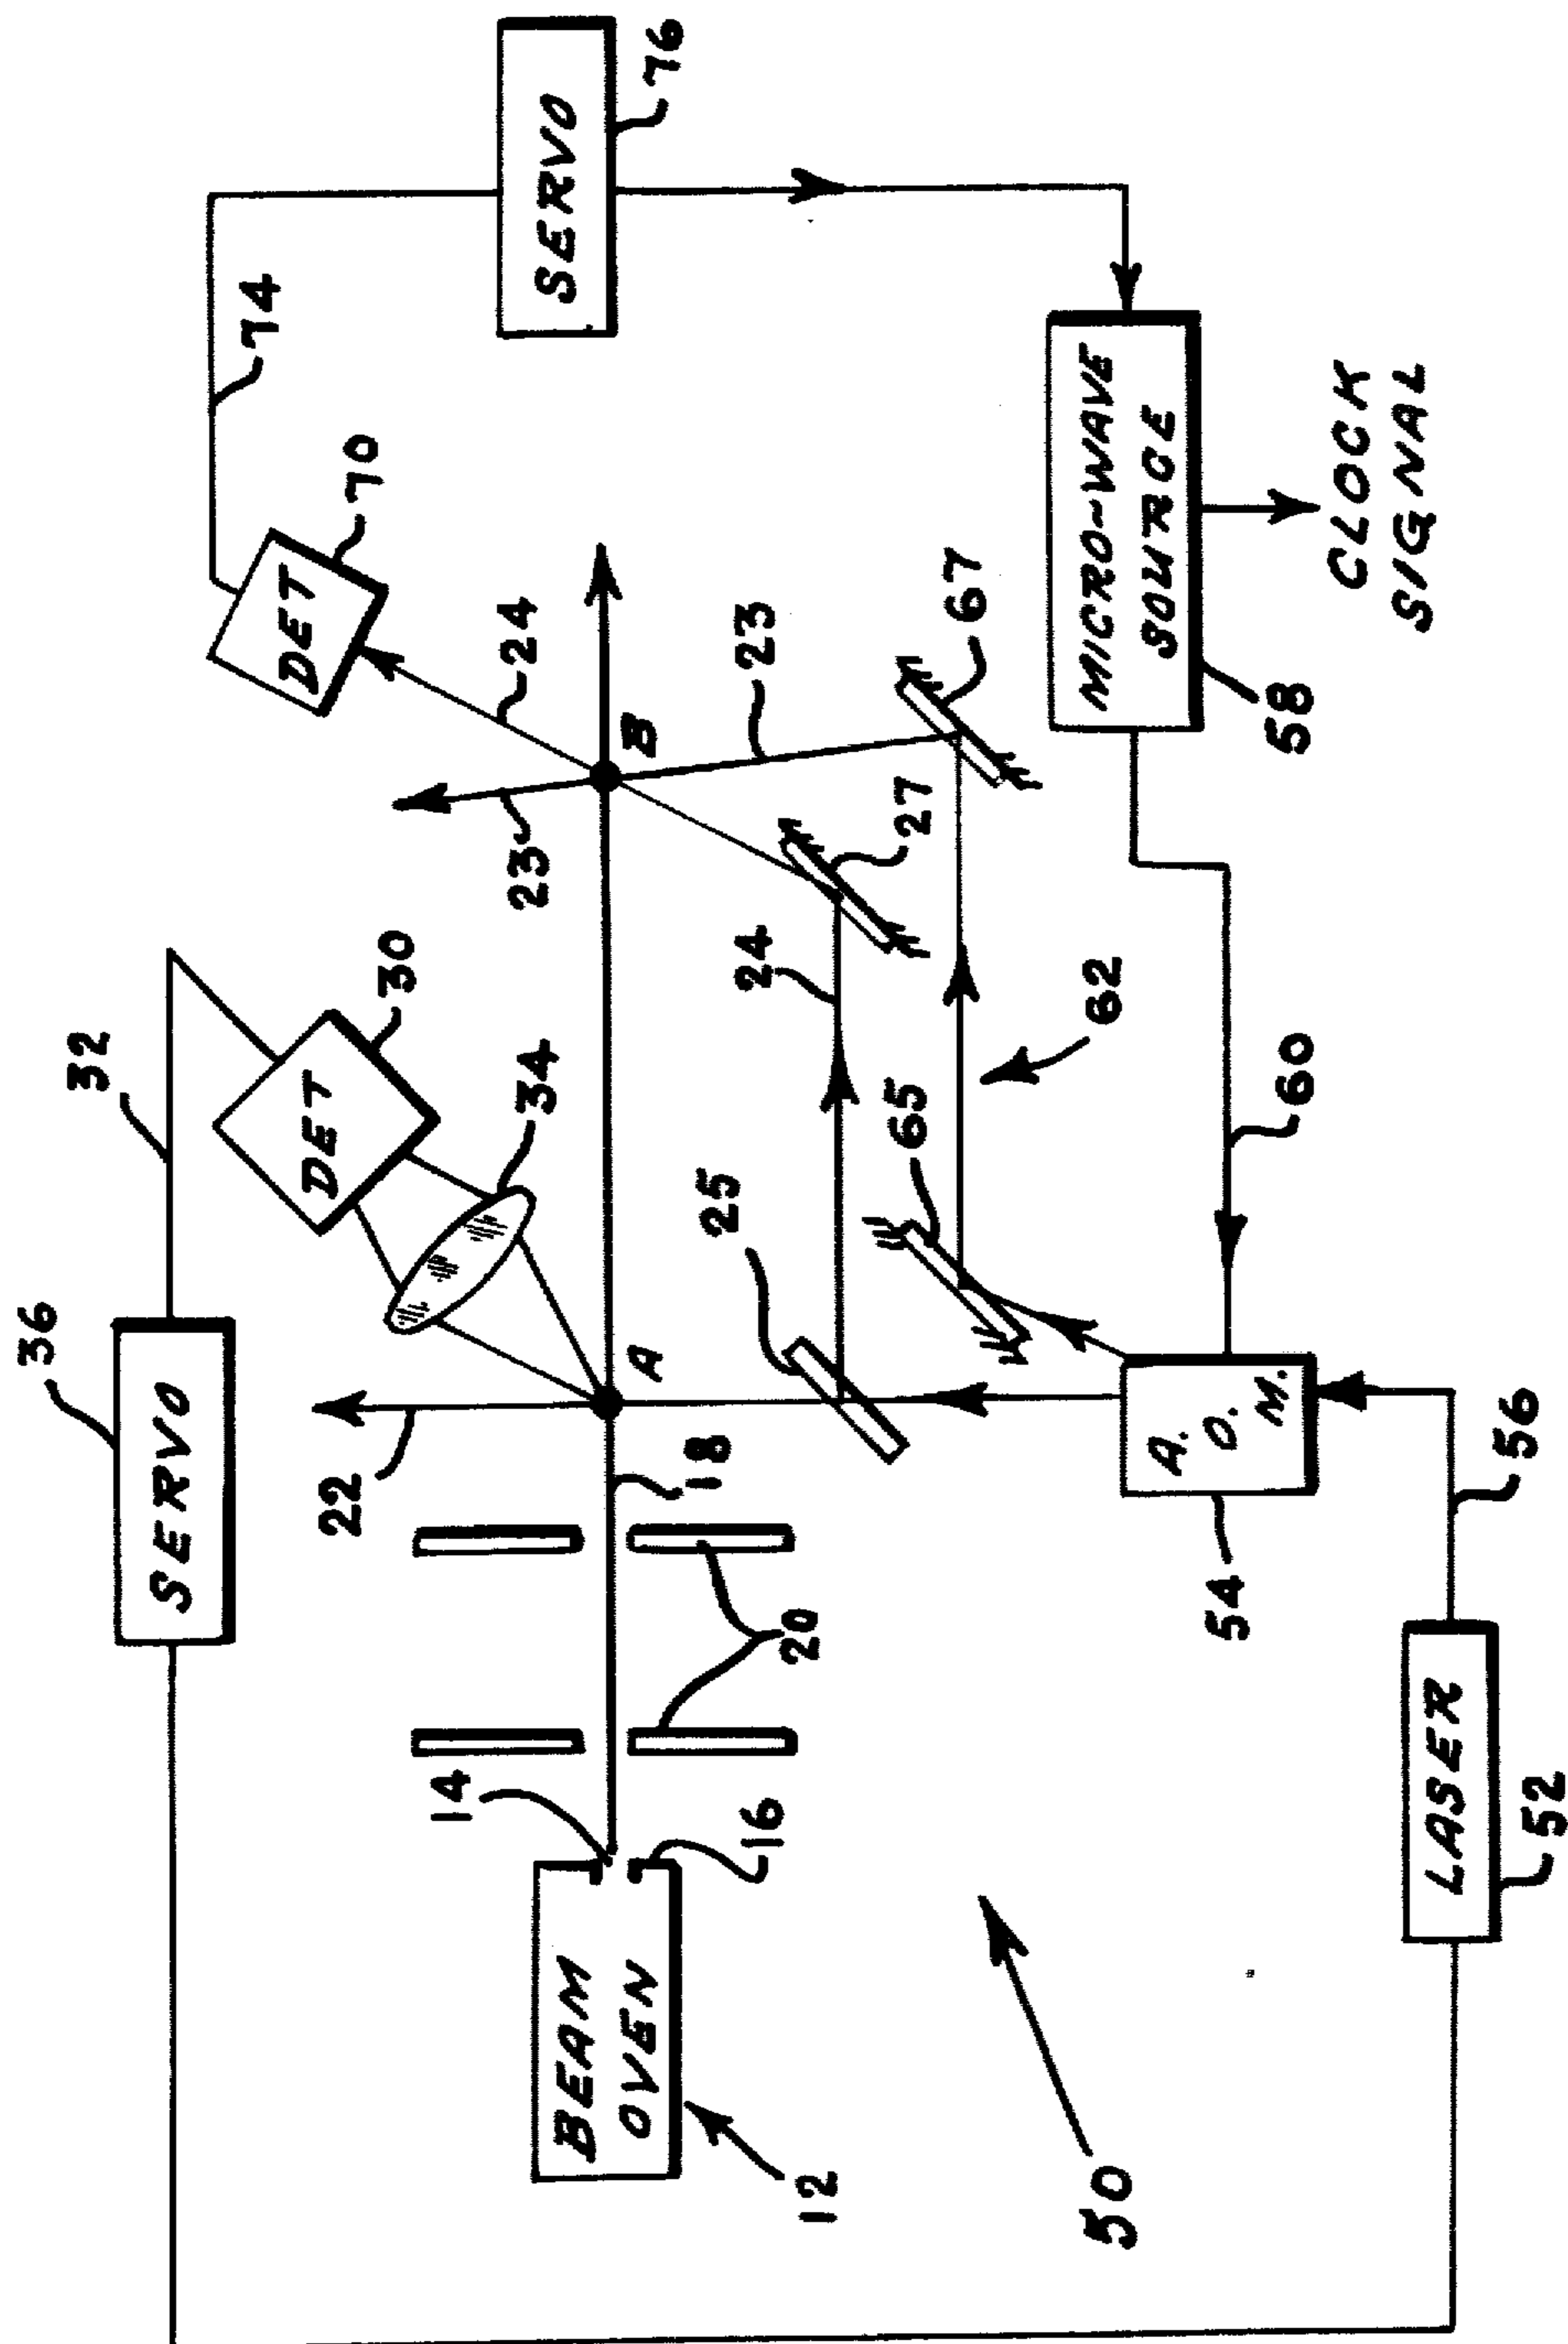 36
SERVO
32
DET
30
34
22
A
18
14
16
20
BEAM
OVEN
12
50
25
24
65
62
A.
O.
M.
54
56
LASER
52
60
23
B
24
DET
70
74
SERVO
76
23
27
67
MICRO-WAVE
SOURCE
58
CLOCK
SIGNAL